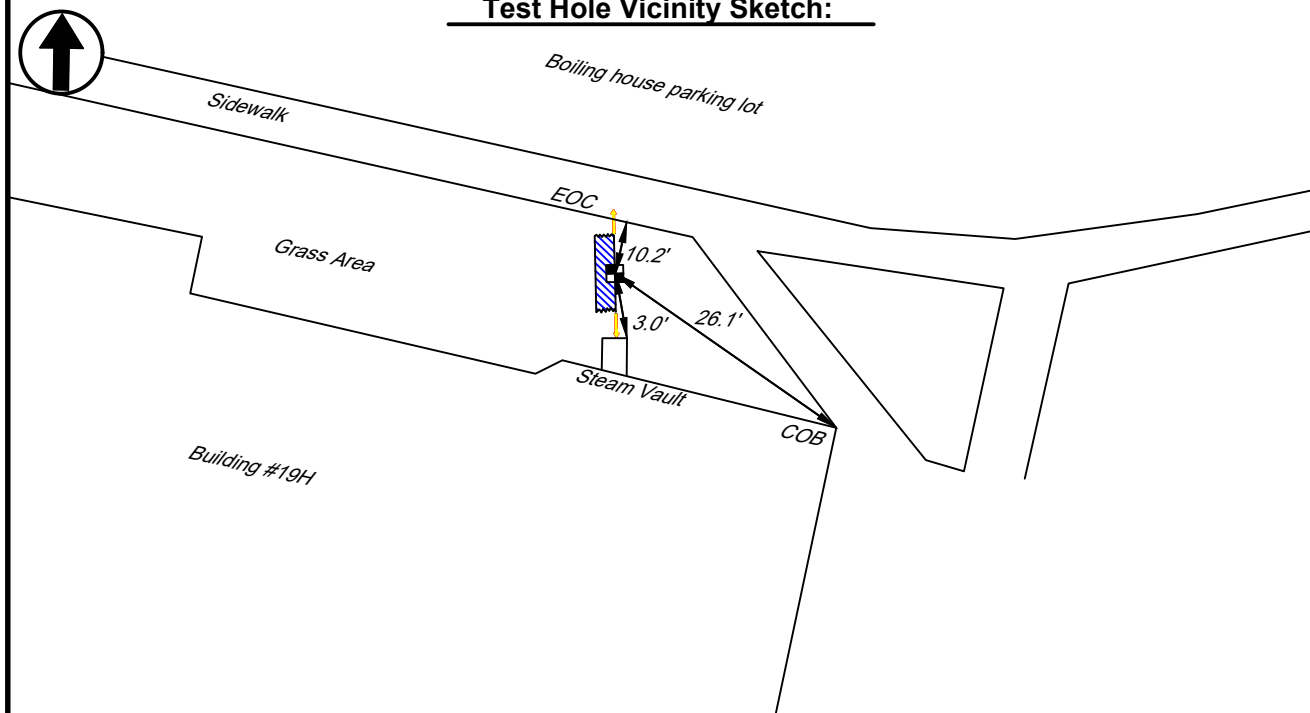 Test Hole Vicinity Sketch:
Boiling house parking lot
Sidewalk
EOC
Grass Area
10.2'
26.1'
3.0'
Steam Vault
COB
Building #19H